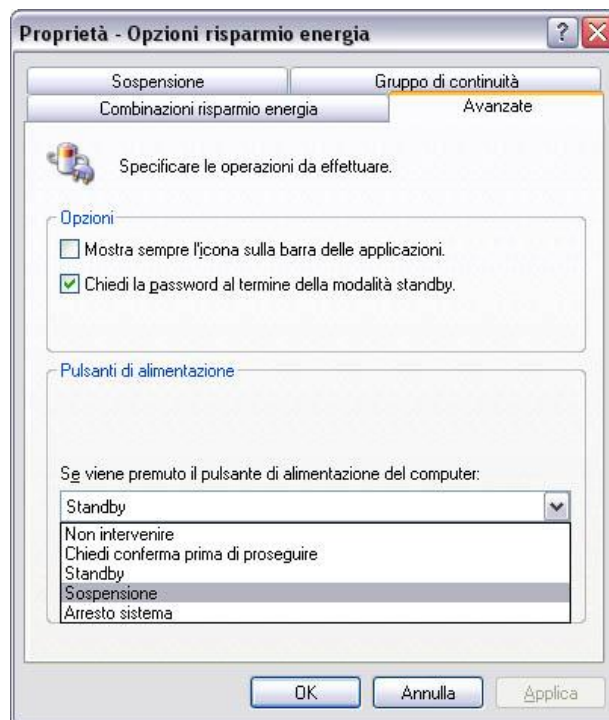 Proprietà - Opzioni risparmio energia
Sospensione
Gruppo di continuità
Combinazioni risparmio energia
Avanzate
Specificare le operazioni da effettuare.
Opzioni
Mostra sempre l'icona sulla barra delle applicazioni.
Chiedi la password al termine della modalità standby.
Pulsanti di alimentazione
Se viene premuto il pulsante di alimentazione del computer:
Standby
Non intervenire
Chiedi conferma prima di proseguire
Standby
Sospensione
Arresto sistema
OK
Annulla
Applica